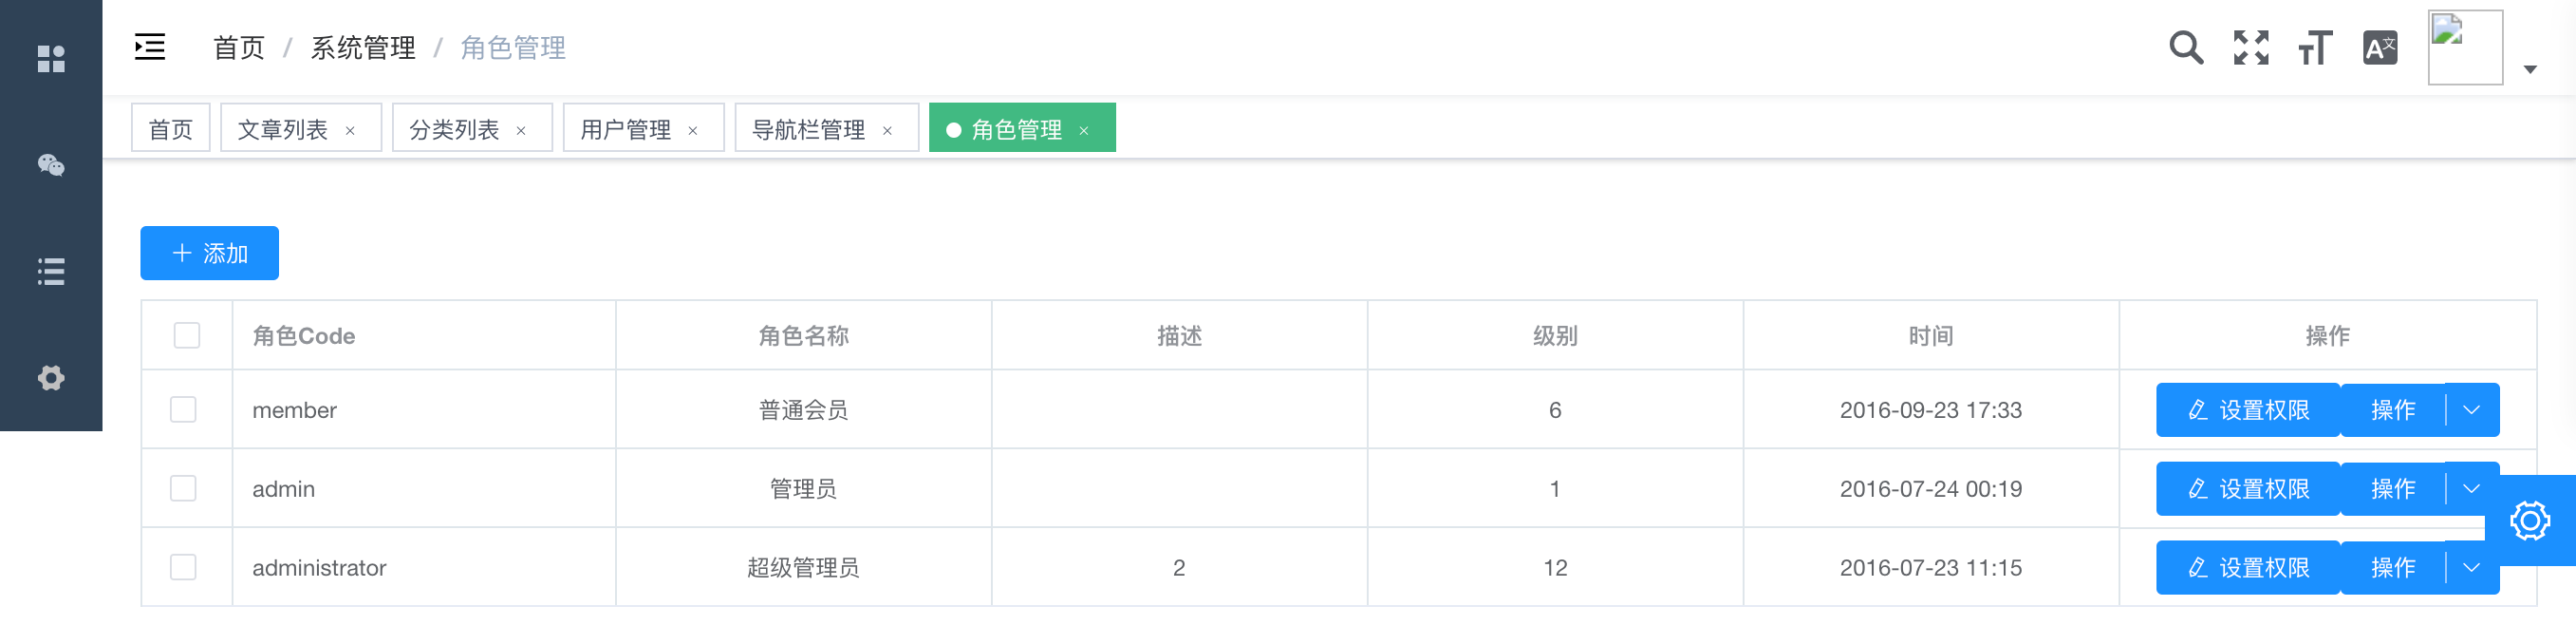 首页 / 系统管理 / 角色管理
首页 文章列表 × 分类列表 × 用户管理 × 导航栏管理 × 角色管理 ×
+ 添加
角色Code 角色名称 描述 级别 时间 操作
member 普通会员 6 2016-09-23 17:33 设置权限 操作
admin 管理员 1 2016-07-24 00:19 设置权限 操作
administrator 超级管理员 2 12 2016-07-23 11:15 设置权限 操作